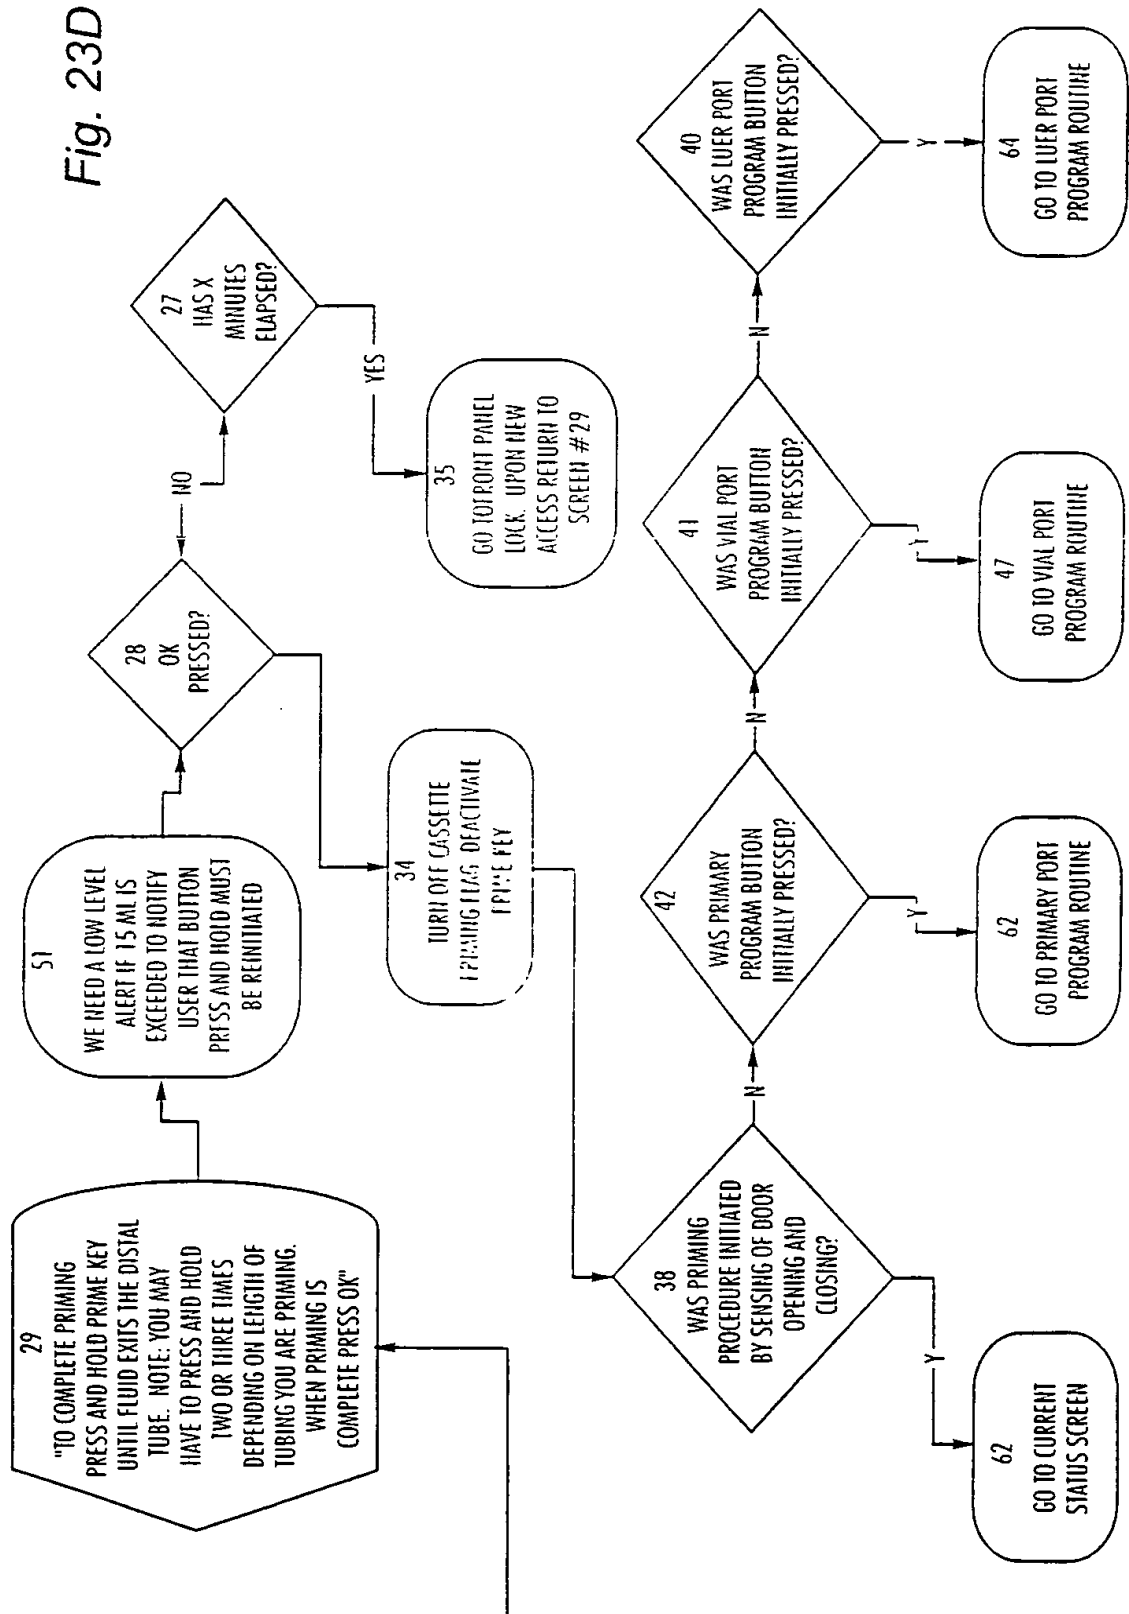 Fig. 23D
29
"TO COMPLETE PRIMING
PRESS AND HOLD PRIME KEY
UNTIL FLUID EXITS THE DISTAL
TUBE. NOTE: YOU MAY
HAVE TO PRESS AND HOLD
TWO OR THREE TIMES
DEPENDING ON LENGTH OF
TUBING YOU ARE PRIMING.
WHEN PRIMING IS
COMPLETE PRESS OK"
51
WE NEED A LOW LEVEL
ALERT IF 15 ML IS
EXCEEDED TO NOTIFY
USER THAT BUTTON
PRESS AND HOLD MUST
BE REINITIATED
28
OK
PRESSED?
NO
27
HAS X
MINUTES
ELAPSED?
YES
35
GO TO FRONT PANEL
LOCK. UPON NEW
ACCESS RETURN TO
SCREEN #29
34
TURN OFF CASSETTE
PRIMING FLAG DEACTIVATE
PRIME KEY
38
WAS PRIMING
PROCEDURE INITIATED
BY SENSING OF DOOR
OPENING AND
CLOSING?
N
42
WAS PRIMARY
PROGRAM BUTTON
INITIALLY PRESSED?
N
41
WAS VIAL PORT
PROGRAM BUTTON
INITIALLY PRESSED?
N
40
WAS LUER PORT
PROGRAM BUTTON
INITIALLY PRESSED?
Y
62
GO TO CURRENT
STATUS SCREEN
Y
62
GO TO PRIMARY PORT
PROGRAM ROUTINE
Y
47
GO TO VIAL PORT
PROGRAM ROUTINE
Y
64
GO TO LUER PORT
PROGRAM ROUTINE